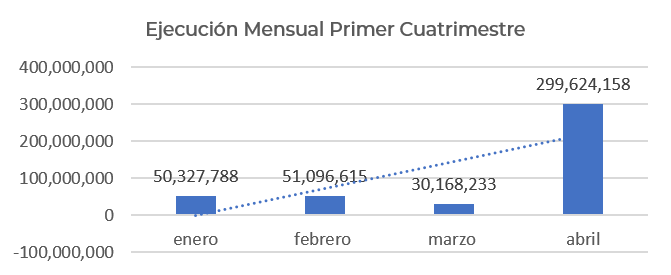 Ejecución Mensual Primer Cuatrimestre
400,000,000
300,000,000
200,000,000
100,000,000
0
-100,000,000
50,327,788
51,096,615
30,168,233
299,624,158
enero
febrero
marzo
abril